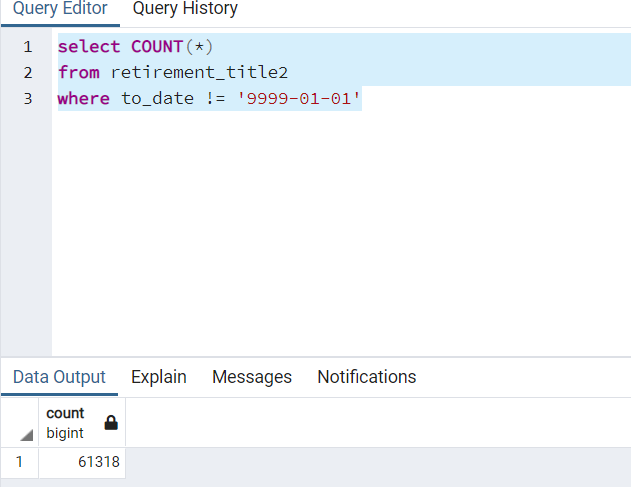 Query Editor Query History
1 select COUNT(*)
2 from retirement_title2
3 where to_date != '9999-01-01'
Data Output Explain Messages Notifications
count
bigint
1 61318